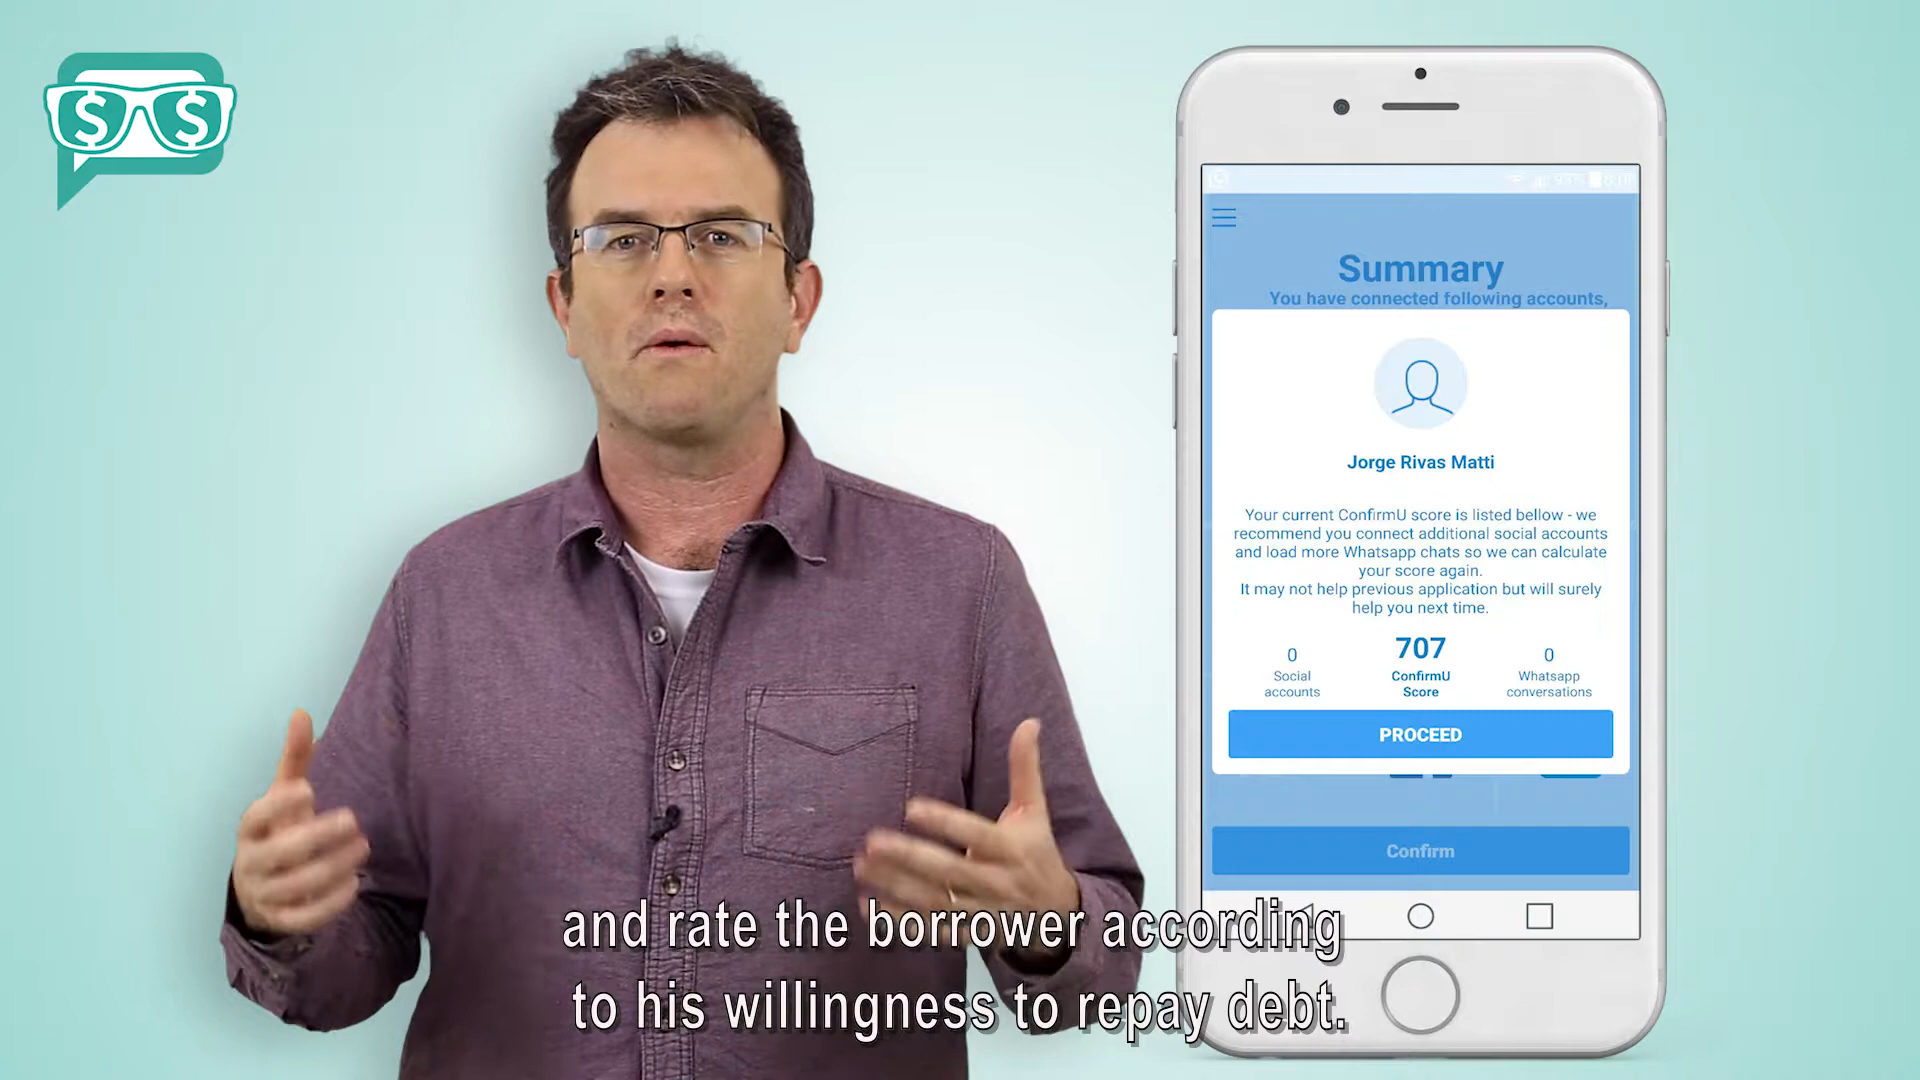 $ $
Summary
You have connected following accounts,
Jorge Rivas Matti
Your current ConfirmU score is listed bellow - we
recommend you connect additional social accounts
and load more Whatsapp chats so we can calculate
your score again.
It may not help previous application but will surely
help you next time.
0
Social
accounts
707
ConfirmU
Score
0
Whatsapp
conversations
PROCEED
Confirm
and rate the borrower according
to his willingness to repay debt.